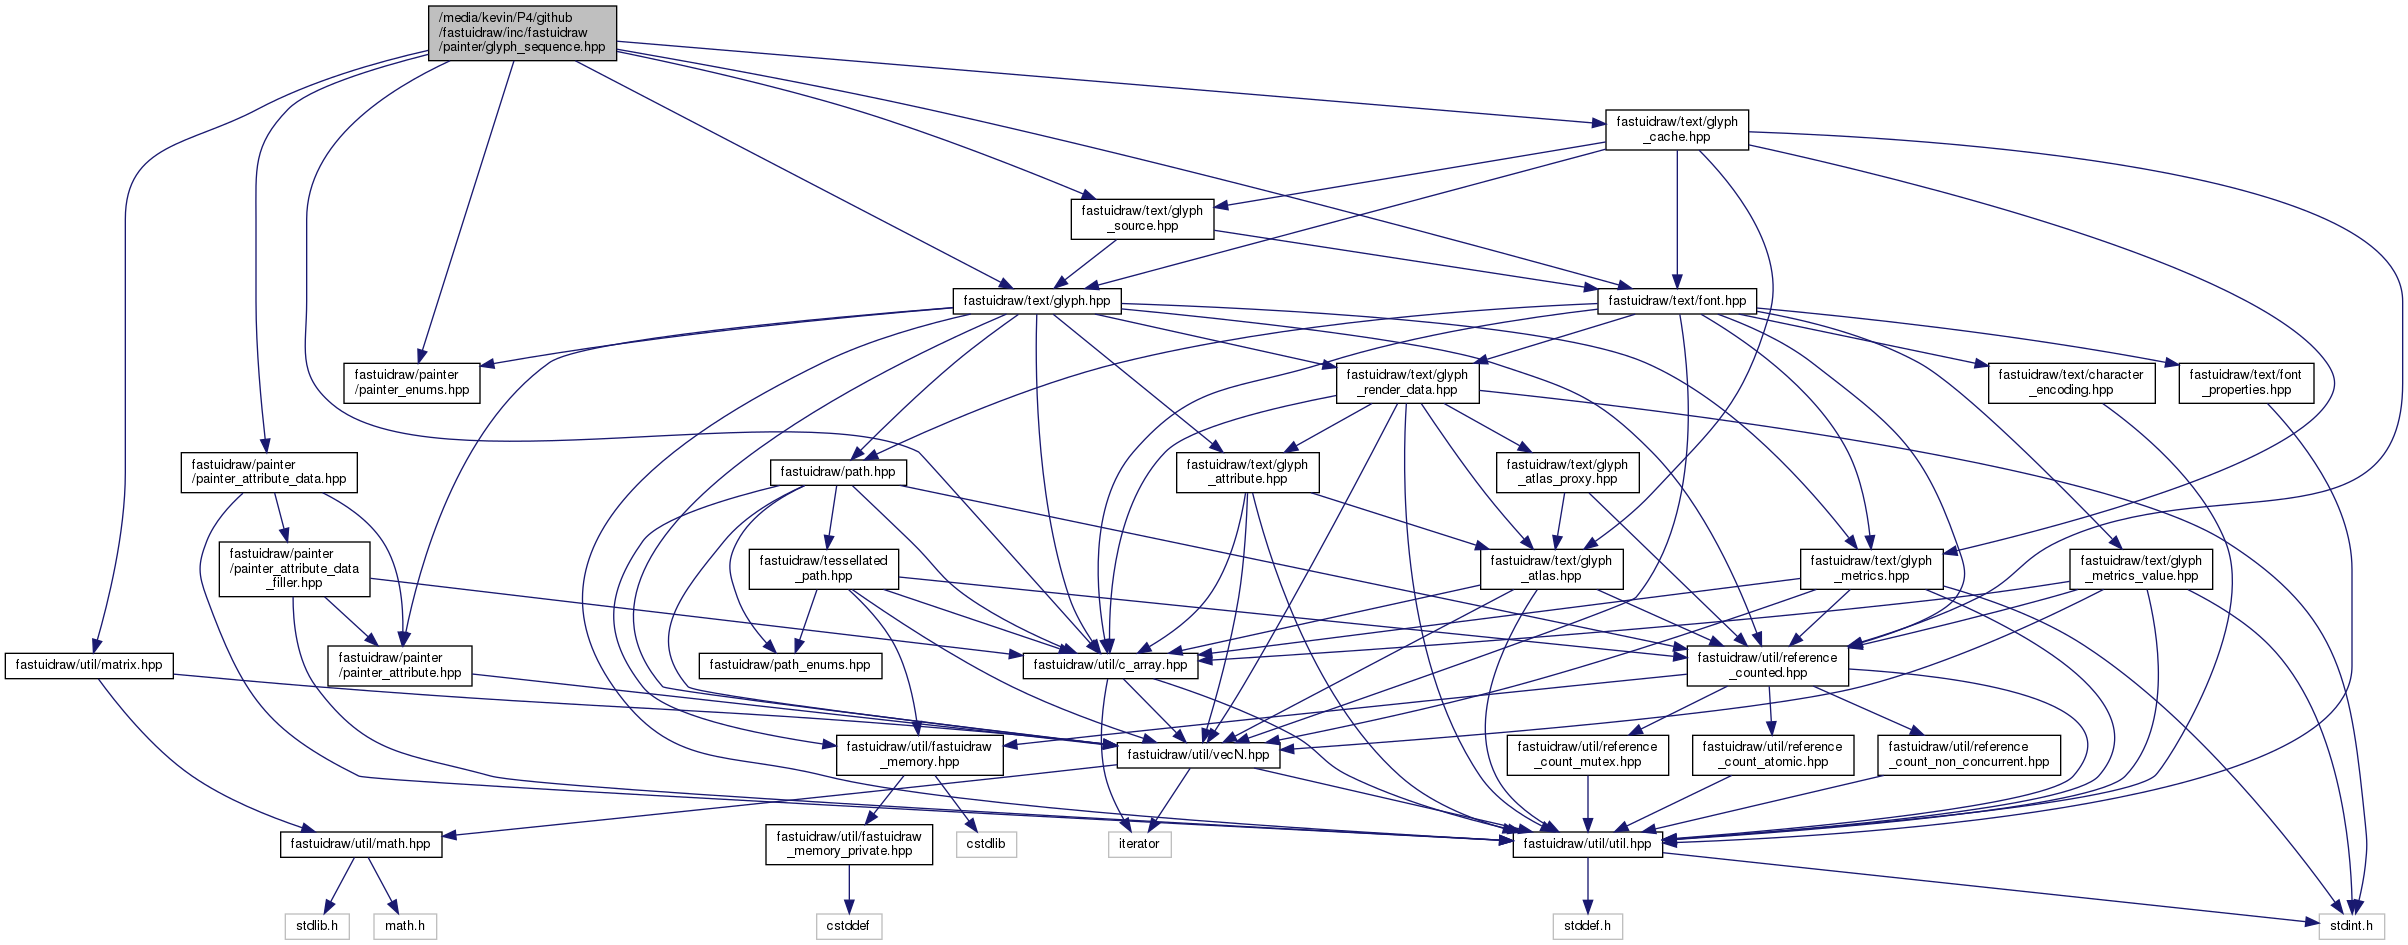 /media/kevin/P4/github
/fastuidraw/inc/fastuidraw
/painter/glyph_sequence.hpp
fastuidraw/text/glyph
_cache.hpp
fastuidraw/text/glyph
_source.hpp
fastuidraw/text/glyph.hpp
fastuidraw/text/font.hpp
fastuidraw/painter
/painter_enums.hpp
fastuidraw/text/glyph
_render_data.hpp
fastuidraw/text/character
_encoding.hpp
fastuidraw/text/font
_properties.hpp
fastuidraw/painter
/painter_attribute_data.hpp
fastuidraw/path.hpp
fastuidraw/text/glyph
_attribute.hpp
fastuidraw/text/glyph
_atlas_proxy.hpp
fastuidraw/painter
/painter_attribute_data
_filler.hpp
fastuidraw/tessellated
_path.hpp
fastuidraw/text/glyph
_atlas.hpp
fastuidraw/text/glyph
_metrics.hpp
fastuidraw/text/glyph
_metrics_value.hpp
fastuidraw/util/matrix.hpp
fastuidraw/painter
/painter_attribute.hpp
fastuidraw/path_enums.hpp
fastuidraw/util/c_array.hpp
fastuidraw/util/reference
_counted.hpp
fastuidraw/util/fastuidraw
_memory.hpp
fastuidraw/util/vecN.hpp
fastuidraw/util/reference
_count_mutex.hpp
fastuidraw/util/reference
_count_atomic.hpp
fastuidraw/util/reference
_count_non_concurrent.hpp
fastuidraw/util/math.hpp
fastuidraw/util/fastuidraw
_memory_private.hpp
cstdlib
iterator
fastuidraw/util/util.hpp
stdlib.h
math.h
cstddef
stddef.h
stdint.h